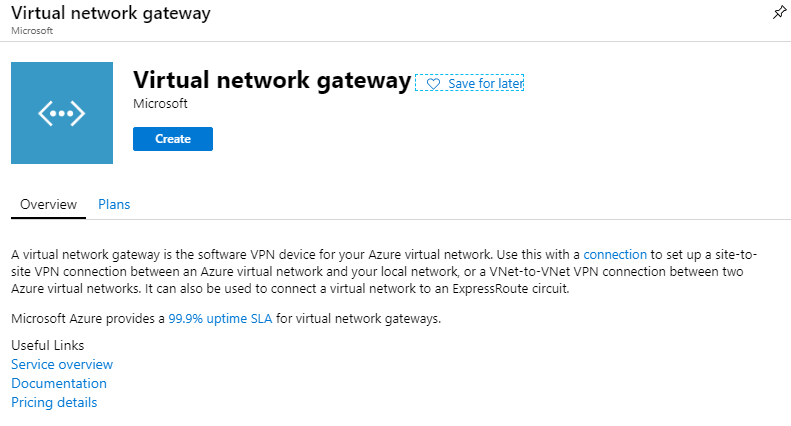 Virtual network gateway
Microsoft
Virtual network gateway
Save for later
Microsoft
Create
Overview
Plans
A virtual network gateway is the software VPN device for your Azure virtual network. Use this with a connection to set up a site-to-
site VPN connection between an Azure virtual network and your local network, or a VNet-to-VNet VPN connection between two
Azure virtual networks. It can also be used to connect a virtual network to an ExpressRoute circuit.
Microsoft Azure provides a 99.9% uptime SLA for virtual network gateways.
Useful Links
Service overview
Documentation
Pricing details